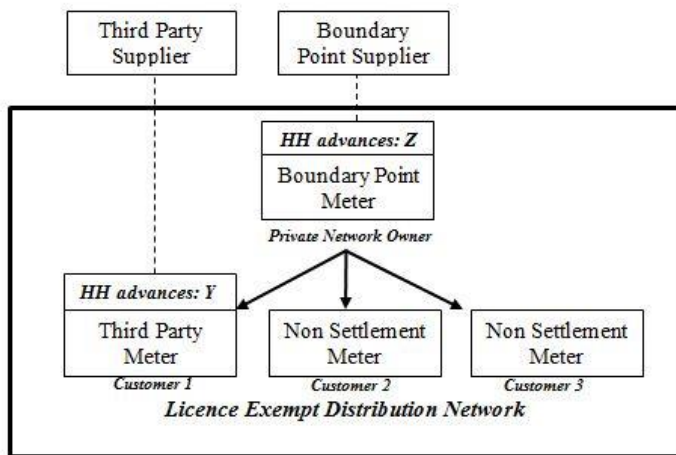 Third Party
Supplier
Boundary
Point Supplier
HH advances: Z
Boundary Point
Meter
Private Network Owner
HH advances: Y
Third Party
Meter
Customer 1
Non Settlement
Meter
Customer 2
Non Settlement
Meter
Customer 3
Licence Exempt Distribution Network